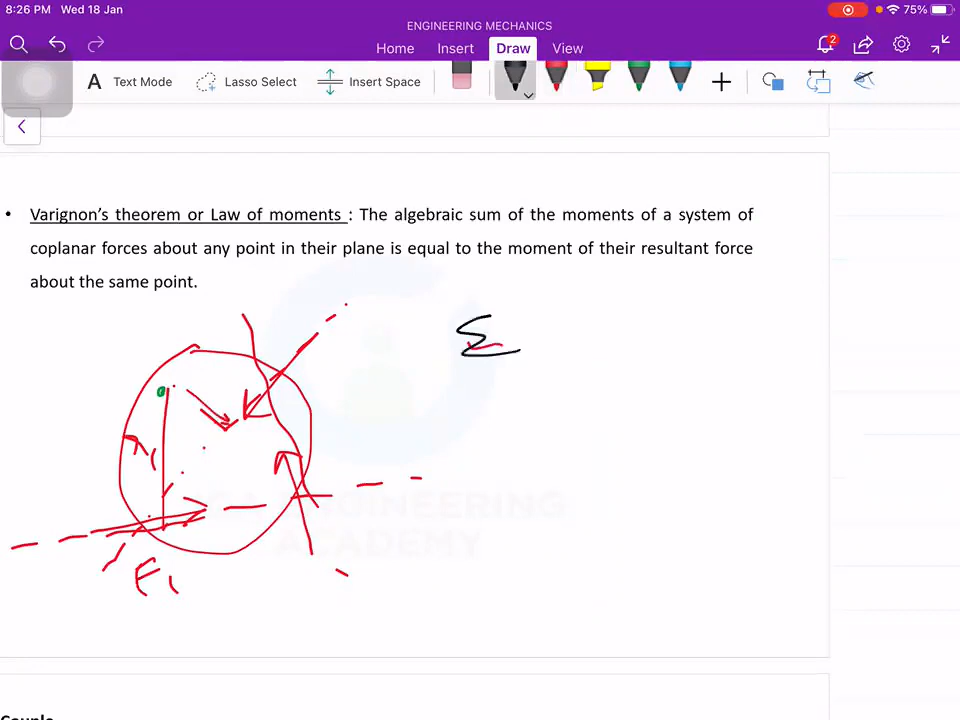 8:26 PM Wed 18 Jan
75%
ENGINEERING MECHANICS
Home Insert Draw View
2
A Text Mode Lasso Select Insert Space
• Varignon’s theorem or Law of moments : The algebraic sum of the moments of a system of
coplanar forces about any point in their plane is equal to the moment of their resultant force
about the same point.
Σ
ENGINEERING
ACADEMY
F1
Couple